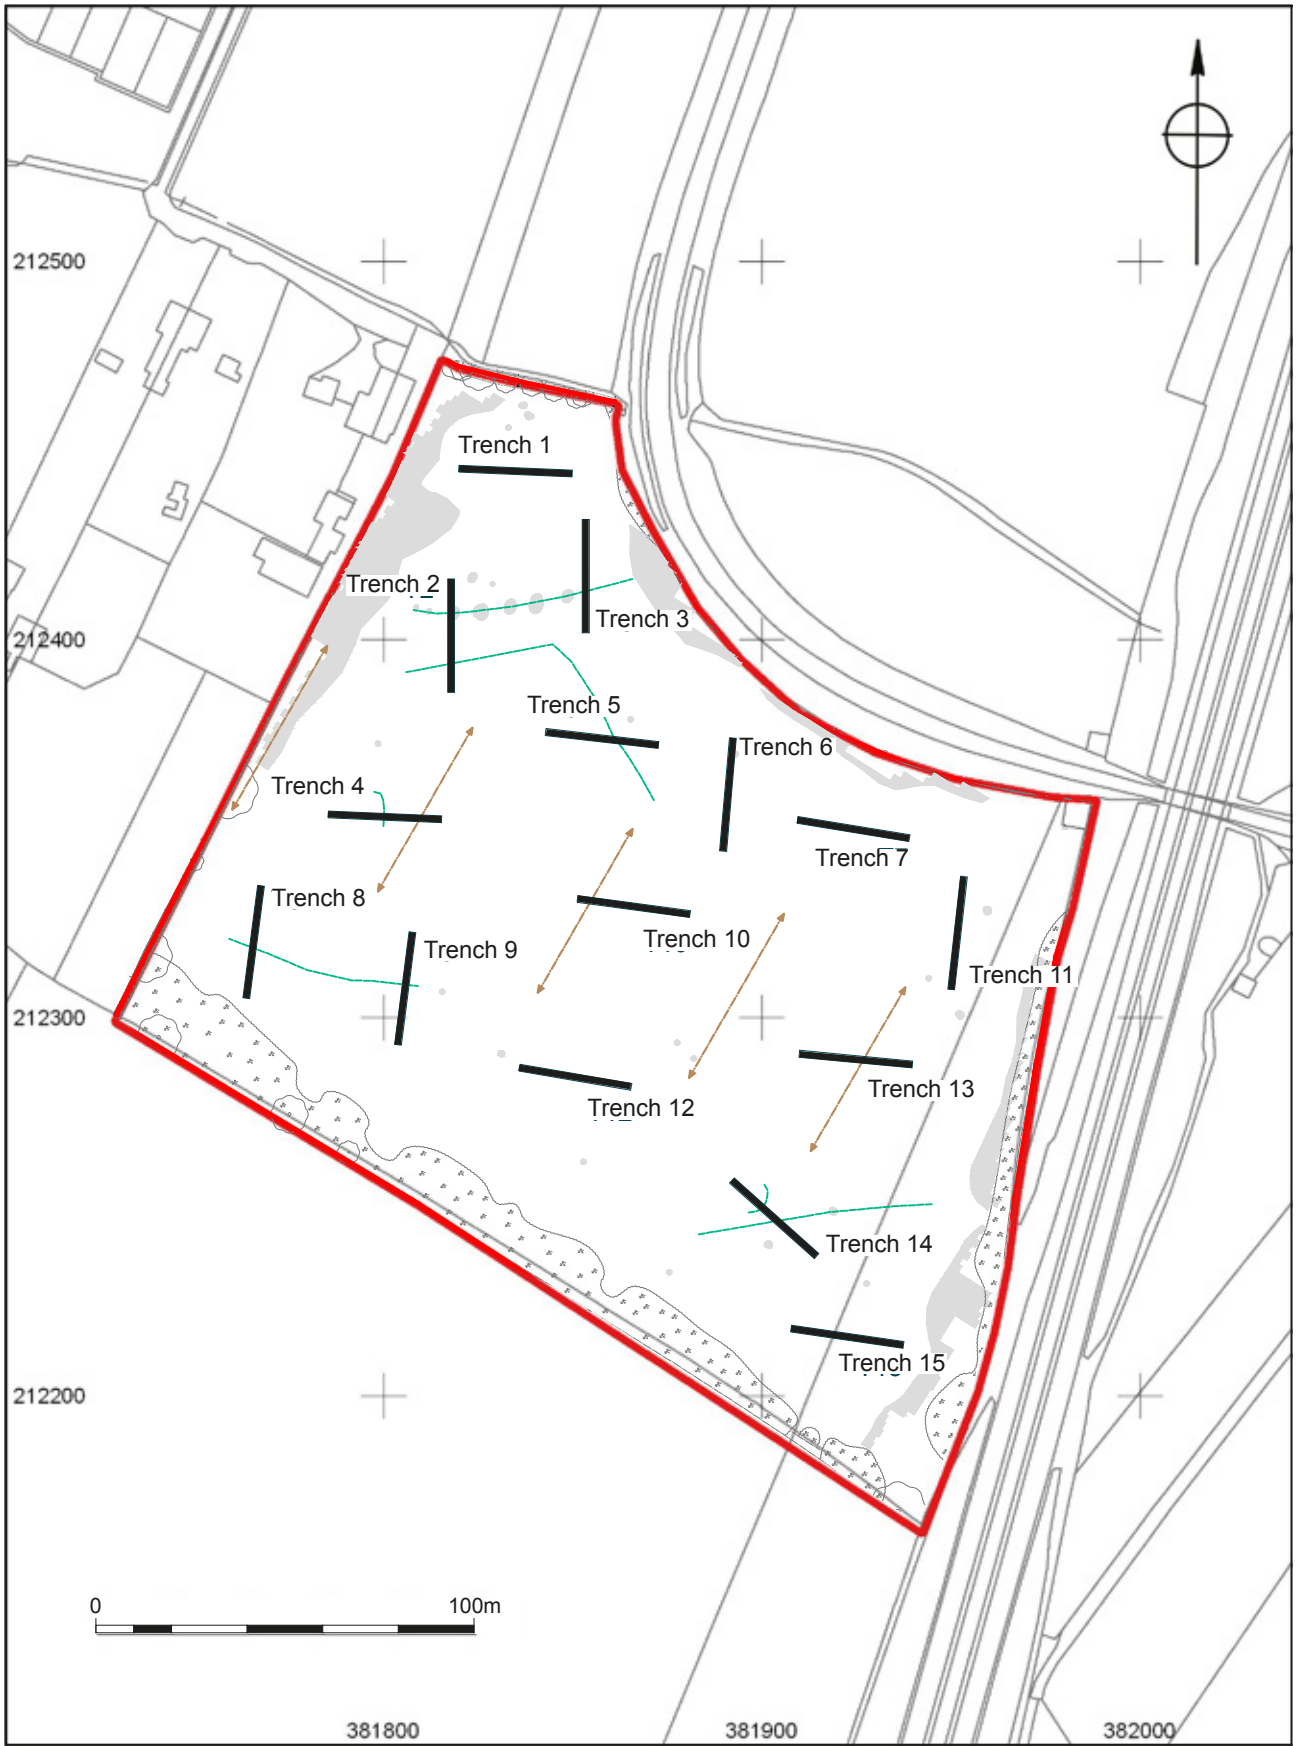 212500
Trench 1
Trench 2
Trench 3
212400
Trench 5
Trench 6
Trench 4
Trench 7
Trench 8
Trench 10
Trench 9
Trench 11
212300
Trench 13
Trench 12
Trench 14
Trench 15
212200
0 100m
381800 381900 382000